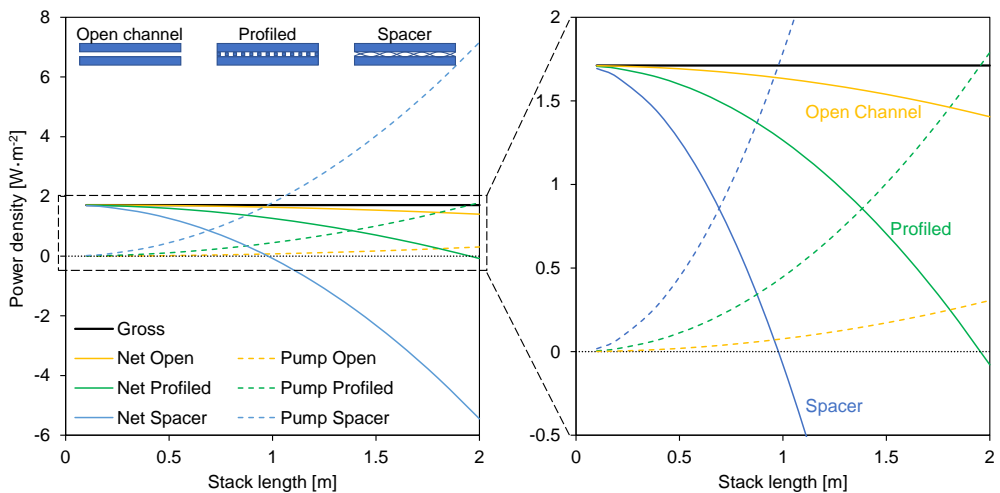 Open channel
Profiled
Spacer
Power density [W·m⁻²]
8
6
4
2
0
-2
-4
-6
Gross
Net Open
Pump Open
Net Profiled
Pump Profiled
Net Spacer
Pump Spacer
0
0.5
1
1.5
2
Stack length [m]
2
1.5
1
0.5
0
-0.5
Open Channel
Profiled
Spacer
0
0.5
1
1.5
2
Stack length [m]